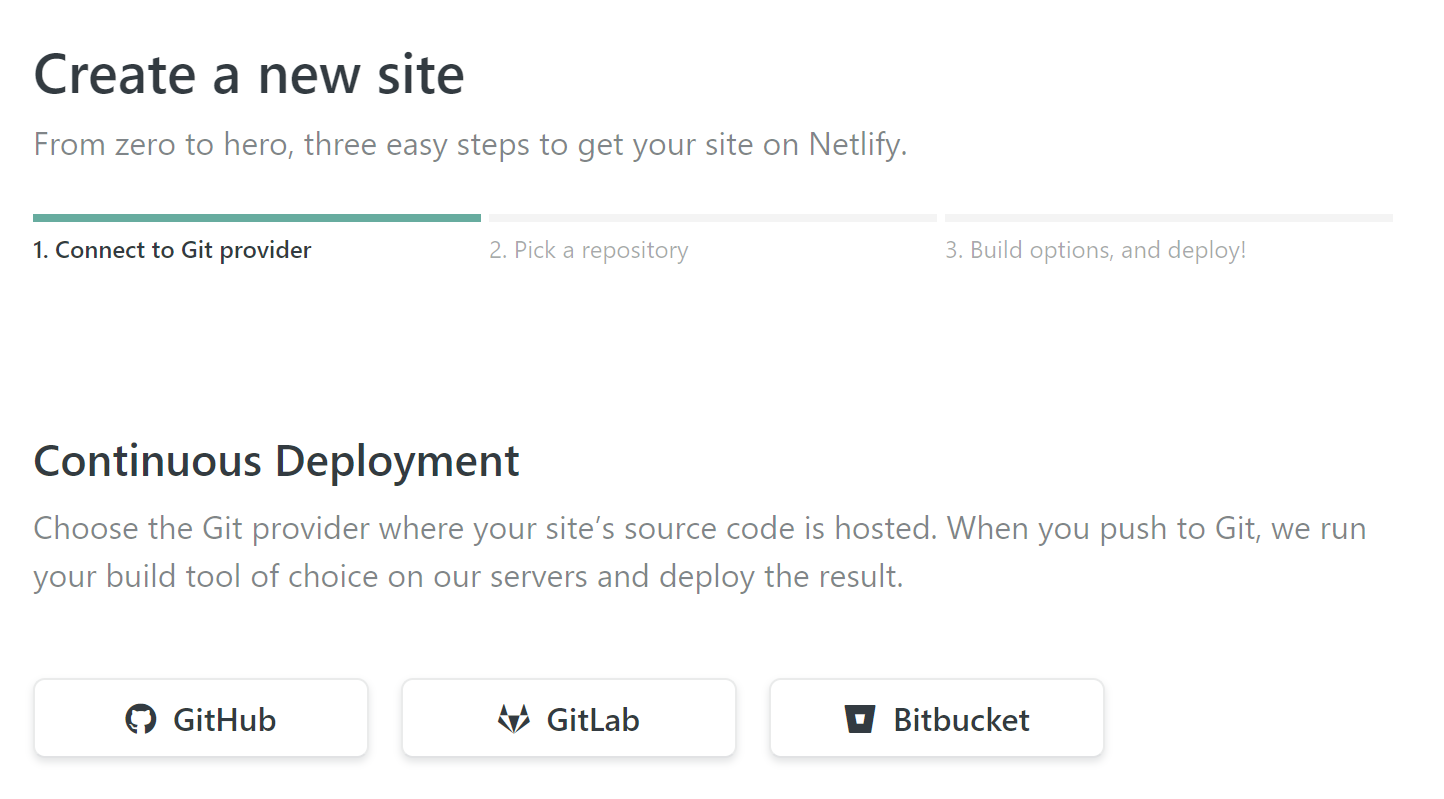 Create a new site
From zero to hero, three easy steps to get your site on Netlify.
1. Connect to Git provider
2. Pick a repository
3. Build options, and deploy!
Continuous Deployment
Choose the Git provider where your site’s source code is hosted. When you push to Git, we run
your build tool of choice on our servers and deploy the result.
GitHub
GitLab
Bitbucket